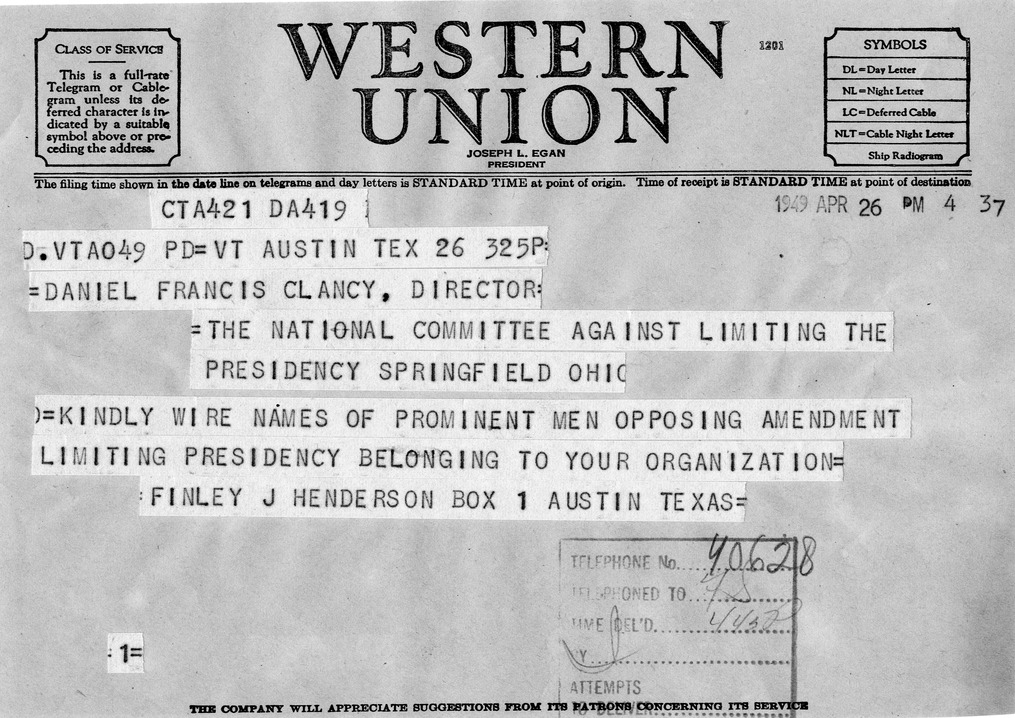 CLASS OF SERVICE
This is a full-rate
Telegram or Cable-
gram unless its de-
ferred character is in-
dicated by a suitable
symbol above or pre-
ceding the address.
WESTERN
UNION
1201
JOSEPH L. EGAN
PRESIDENT
SYMBOLS
DL=Day Letter
NL=Night Letter
LC=Deferred Cable
NLT=Cable Night Letter
Ship Radiogram
The filing time shown in the date line on telegrams and day letters is STANDARD TIME at point of origin. Time of receipt is STANDARD TIME at point of destination
CTA421 DA419
1949 APR 26 PM 4 37
D.VTA049 PD=VT AUSTIN TEX 26 325P:
=DANIEL FRANCIS CLANCY, DIRECTOR=
=THE NATIONAL COMMITTEE AGAINST LIMITING THE
PRESIDENCY SPRINGFIELD OHIO
=KINDLY WIRE NAMES OF PROMINENT MEN OPPOSING AMENDMENT
LIMITING PRESIDENCY BELONGING TO YOUR ORGANIZATION=
:FINLEY J HENDERSON BOX 1 AUSTIN TEXAS=
TELEPHONE No. 40628
TELEPHONED TO
TIME DEL'D.
BY
ATTEMPTS
TO DELIVER
:1=
THE COMPANY WILL APPRECIATE SUGGESTIONS FROM ITS PATRONS CONCERNING ITS SERVICE